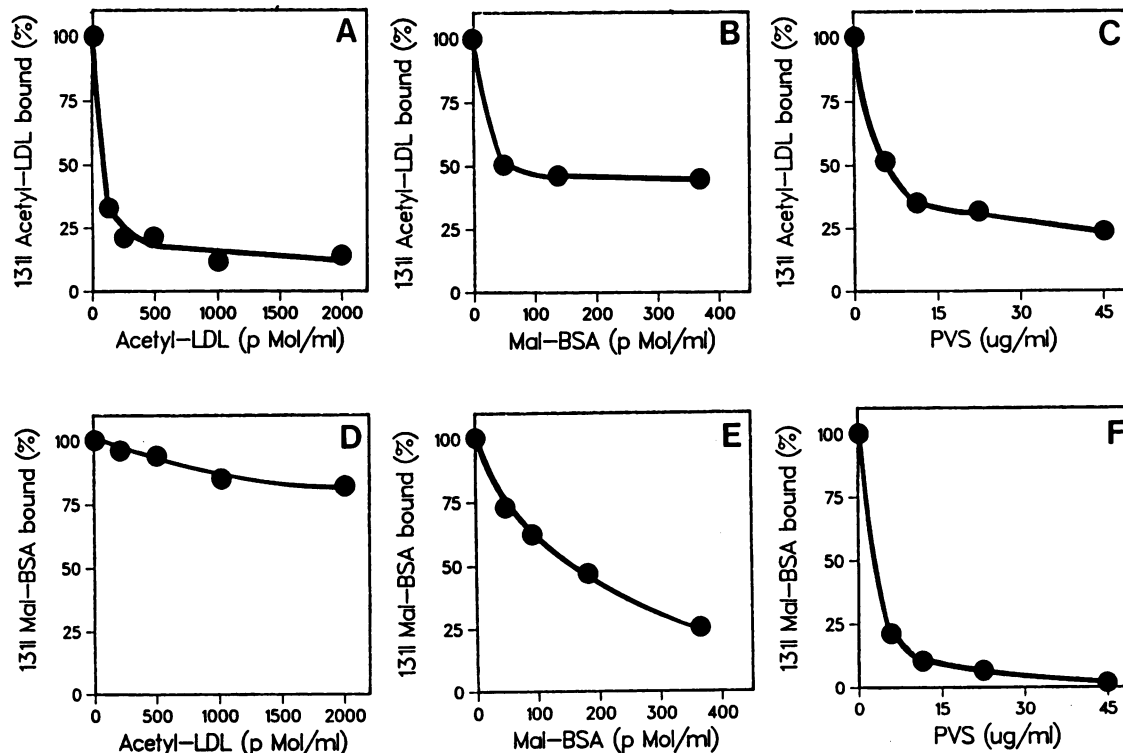 A
131I Acetyl-LDL bound (%)
100
75
50
25
0
0 500 1000 1500 2000
Acetyl-LDL (p Mol/ml)
B
131I Acetyl-LDL bound (%)
100
75
50
25
0
0 100 200 300 400
Mal-BSA (p Mol/ml)
C
131I Acetyl-LDL bound (%)
100
75
50
25
0
0 15 30 45
PVS (ug/ml)
D
131I Mal-BSA bound (%)
100
75
50
25
0
0 500 1000 1500 2000
Acetyl-LDL (p Mol/ml)
E
131I Mal-BSA bound (%)
100
75
50
25
0
0 100 200 300 400
Mal-BSA (p Mol/ml)
F
131I Mal-BSA bound (%)
100
75
50
25
0
0 15 30 45
PVS (ug/ml)